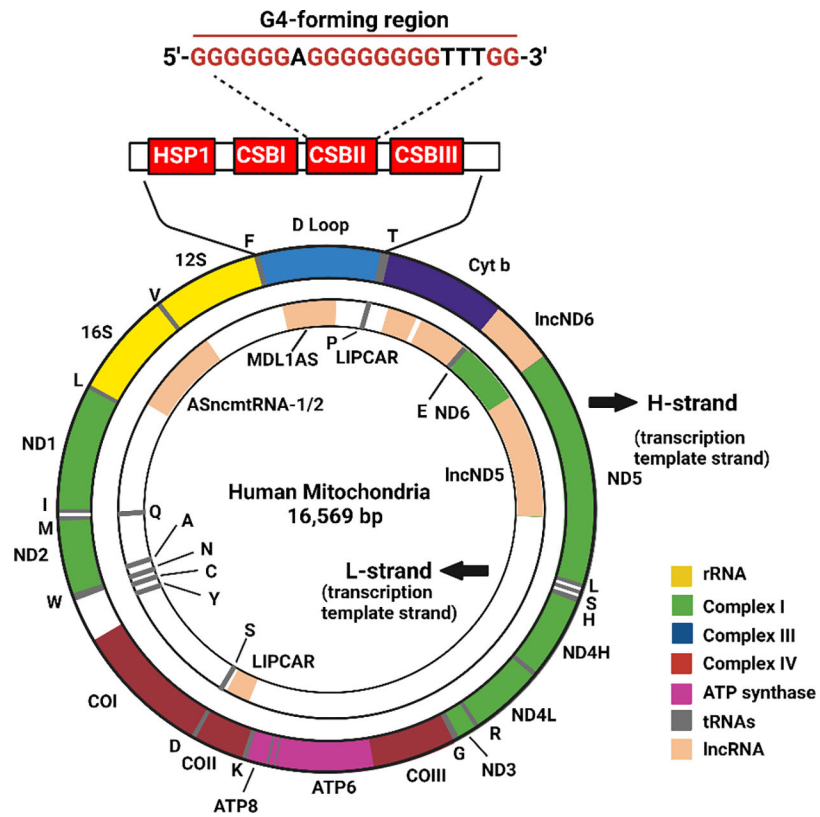 G4-forming region
5'-GGGGGGAGGGGGGGGTTTGG-3'
HSP1
CSBI
CSBII
CSBIII
D Loop
F
T
12S
Cyt b
V
lncND6
16S
P
LIPCAR
MDL1AS
L
ASncmtRNA-1/2
E
ND6
H-strand
(transcription
template strand)
ND1
ND5
lncND5
Human Mitochondria
16,569 bp
I
Q
M
A
ND2
N
C
Y
L-strand
(transcription
template strand)
W
L
S
H
S
LIPCAR
ND4H
COI
ND4L
D
R
COII
K
G
ND3
ATP8
ATP6
COIII
rRNA
Complex I
Complex III
Complex IV
ATP synthase
tRNAs
lncRNA